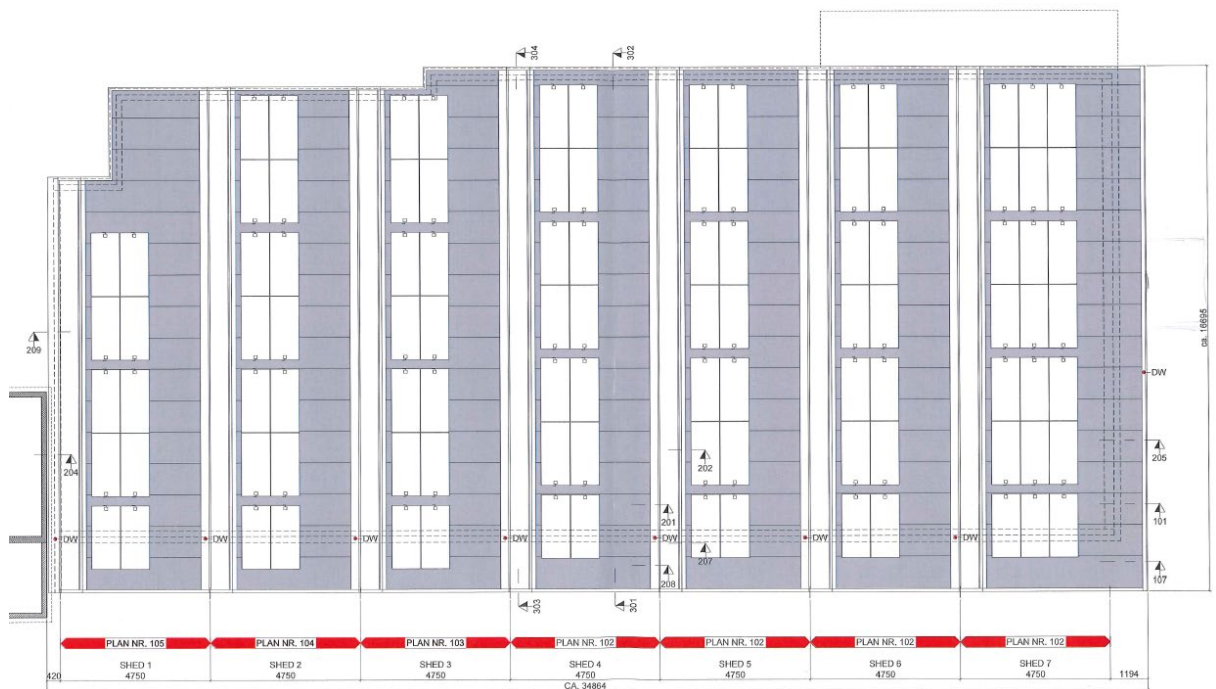 304
302
209
ca. 16695
DW
204
202
205
201
101
DW
DW
DW
DW
DW
DW
DW
207
208
107
303
301
PLAN NR. 105
PLAN NR. 104
PLAN NR. 103
PLAN NR. 102
PLAN NR. 102
PLAN NR. 102
PLAN NR. 102
SHED 1
SHED 2
SHED 3
SHED 4
SHED 5
SHED 6
SHED 7
420
4750
4750
4750
4750
4750
4750
4750
1194
CA. 34864